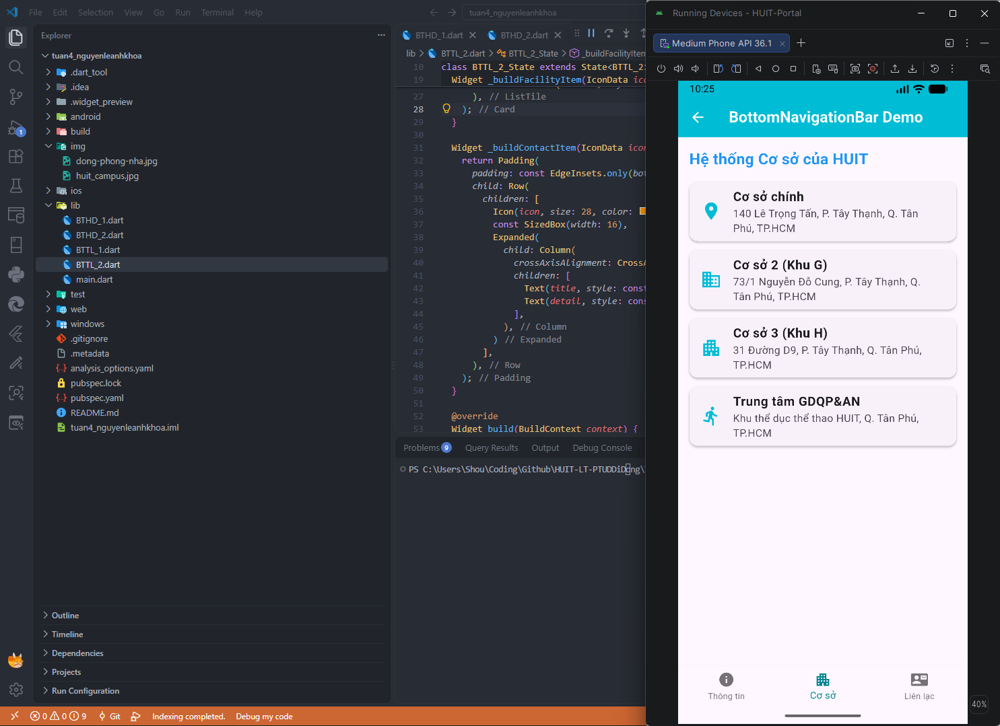 File Edit Selection View Go Run Terminal Help
tuan4_nguyenleanhkhoa
Explorer
tuan4_nguyenleanhkhoa
.dart_tool
.idea
.widget_preview
android
build
img
dong-phong-nha.jpg
huit_campus.jpg
ios
lib
BTHD_1.dart
BTHD_2.dart
BTTL_1.dart
BTTL_2.dart
main.dart
test
web
windows
.gitignore
.metadata
analysis_options.yaml
pubspec.lock
pubspec.yaml
README.md
tuan4_nguyenleanhkhoa.iml
Outline
Timeline
Dependencies
Projects
Run Configuration
1
BTHD_1.dart BTHD_2.dart
lib > BTTL_2.dart > BTTL_2_State > _buildFacilityItem
10 class BTTL_2_State extends State<BTTL_2>
19 Widget _buildFacilityItem(IconData ico
27 ), // ListTile
28 ); // Card
29 }
30
31 Widget _buildContactItem(IconData icon
32 return Padding(
33 padding: const EdgeInsets.only(bot
34 child: Row(
35 children: [
36 Icon(icon, size: 28, color:
37 const SizedBox(width: 16),
38 Expanded(
39 child: Column(
40 crossAxisAlignment: CrossA
41 children: [
42 Text(title, style: const
43 Text(detail, style: cons
44 ],
45 ), // Column
46 ) // Expanded
47 ],
48 ), // Row
49 ); // Padding
50 }
51
52 @override
53 Widget build(BuildContext context) {
Problems 9 Query Results Output Debug Console
PS C:\Users\Shou\Coding\Github\HUIT-LT-PTUDDiDong\
0 0 9 Git Indexing completed. Debug my code
Running Devices - HUIT-Portal
Medium Phone API 36.1
10:25
BottomNavigationBar Demo
Hệ thống Cơ sở của HUIT
Cơ sở chính
140 Lê Trọng Tấn, P. Tây Thạnh, Q. Tân
Phú, TP.HCM
Cơ sở 2 (Khu G)
73/1 Nguyễn Đỗ Cung, P. Tây Thạnh, Q.
Tân Phú, TP.HCM
Cơ sở 3 (Khu H)
31 Đường D9, P. Tây Thạnh, Q. Tân Phú,
TP.HCM
Trung tâm GDQP&AN
Khu thể dục thể thao HUIT, Q. Tân Phú,
TP.HCM
Thông tin Cơ sở Liên lạc
40%